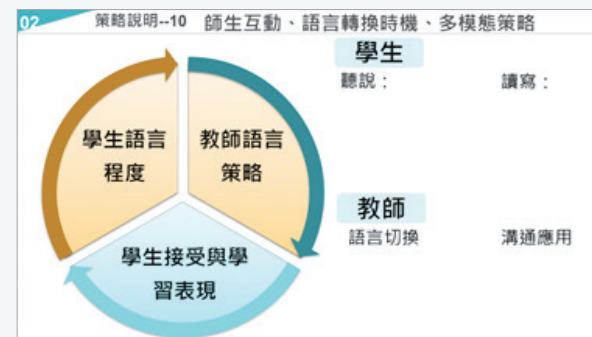 02 策略說明--10 師生互動、語言轉換時機、多模態策略
學生
聽說： 讀寫：
學生語言
程度
教師語言
策略
學生接受與學
習表現
教師
語言切換 溝通應用